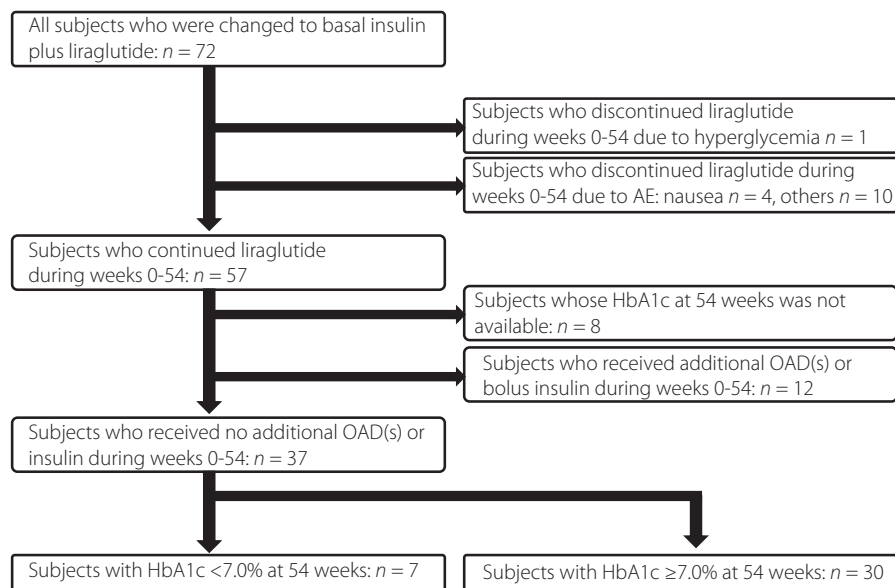 All subjects who were changed to basal insulin
plus liraglutide: n = 72
Subjects who discontinued liraglutide
during weeks 0-54 due to hyperglycemia n = 1
Subjects who discontinued liraglutide during
weeks 0-54 due to AE: nausea n = 4, others n = 10
Subjects who continued liraglutide
during weeks 0-54: n = 57
Subjects whose HbA1c at 54 weeks was not
available: n = 8
Subjects who received additional OAD(s) or
bolus insulin during weeks 0-54: n = 12
Subjects who received no additional OAD(s) or
insulin during weeks 0-54: n = 37
Subjects with HbA1c <7.0% at 54 weeks: n = 7
Subjects with HbA1c ≥7.0% at 54 weeks: n = 30